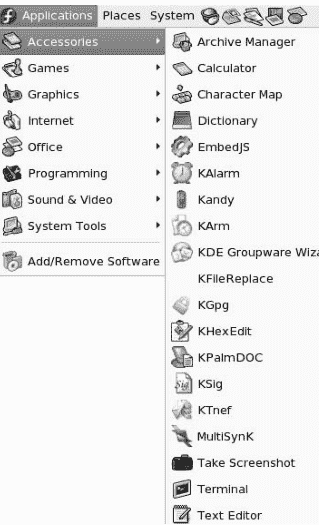 Applications Places System
Accessories
Games
Graphics
Internet
Office
Programming
Sound & Video
System Tools
Add/Remove Software
Archive Manager
Calculator
Character Map
Dictionary
EmbedJS
KAlarm
Kandy
KArm
KDE Groupware Wiza
KFileReplace
KGpg
KHexEdit
KPalmDOC
KSig
KTnef
MultiSynK
Take Screenshot
Terminal
Text Editor